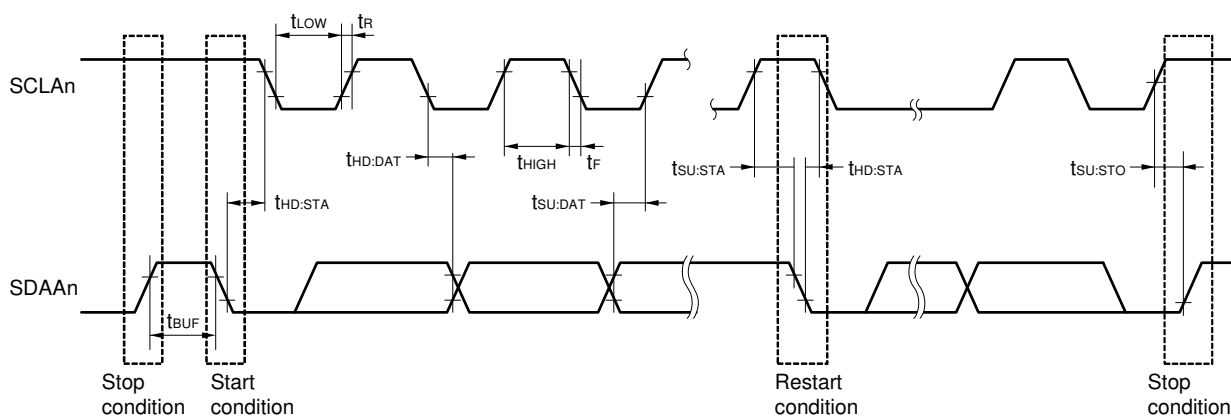 tLOW tR
SCLAn
tHD:DAT tHIGH tF tSU:STA tHD:STA tSU:STO
tHD:STA tSU:DAT
SDAAn
tBUF
Stop
condition
Start
condition
Restart
condition
Stop
condition